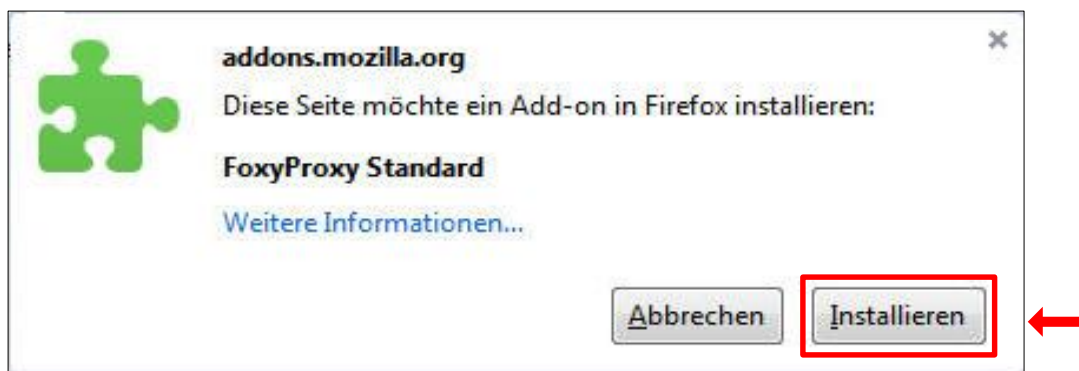 addons.mozilla.org
Diese Seite möchte ein Add-on in Firefox installieren:
FoxyProxy Standard
Weitere Informationen...
Abbrechen Installieren